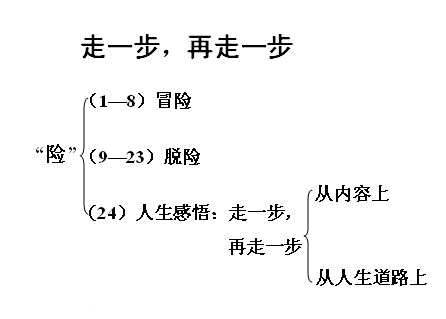 走一步，再走一步
（1—8）冒险
“险”
（9—23）脱险
（24）人生感悟：走一步，
再走一步
从内容上
从人生道路上